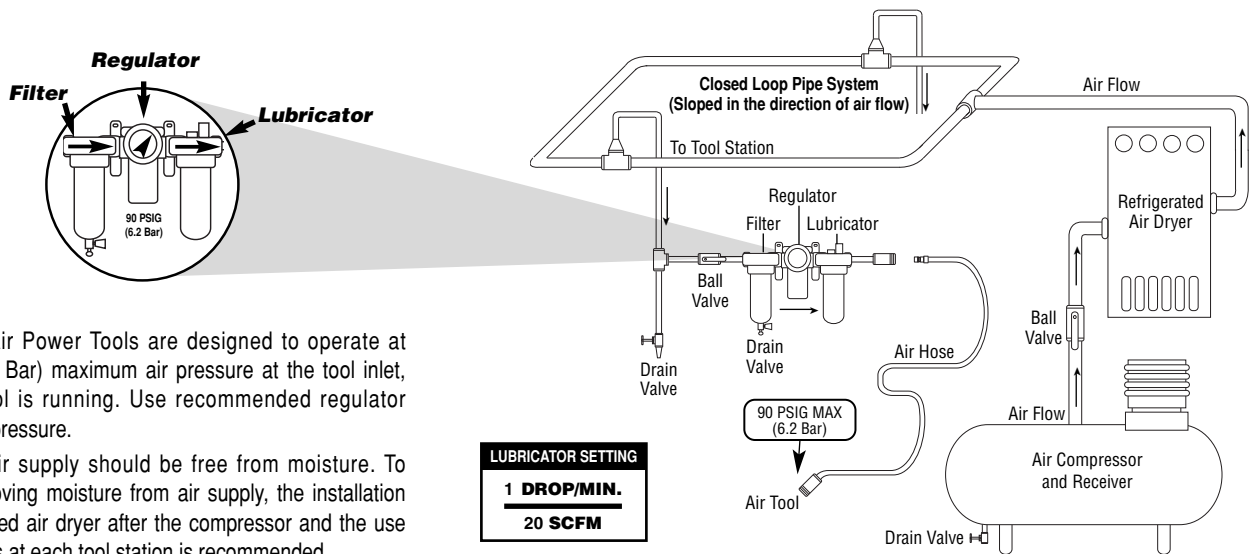 Regulator
Filter
Lubricator
90 PSIG
(6.2 Bar)
Closed Loop Pipe System
(Sloped in the direction of air flow)
Air Flow
To Tool Station
Refrigerated
Air Dryer
Regulator
Filter
Lubricator
Ball
Valve
Drain
Valve
Drain
Valve
Air Hose
Ball
Valve
Air Flow
90 PSIG MAX
(6.2 Bar)
Air Tool
Air Compressor
and Receiver
Drain Valve
LUBRICATOR SETTING
1 DROP/MIN.
20 SCFM
Power Tools are designed to operate at
Bar) maximum air pressure at the tool inlet,
is running. Use recommended regulator
supply should be free from moisture. To
moisture from air supply, the installation
air dryer after the compressor and the use
at each tool station is recommended.